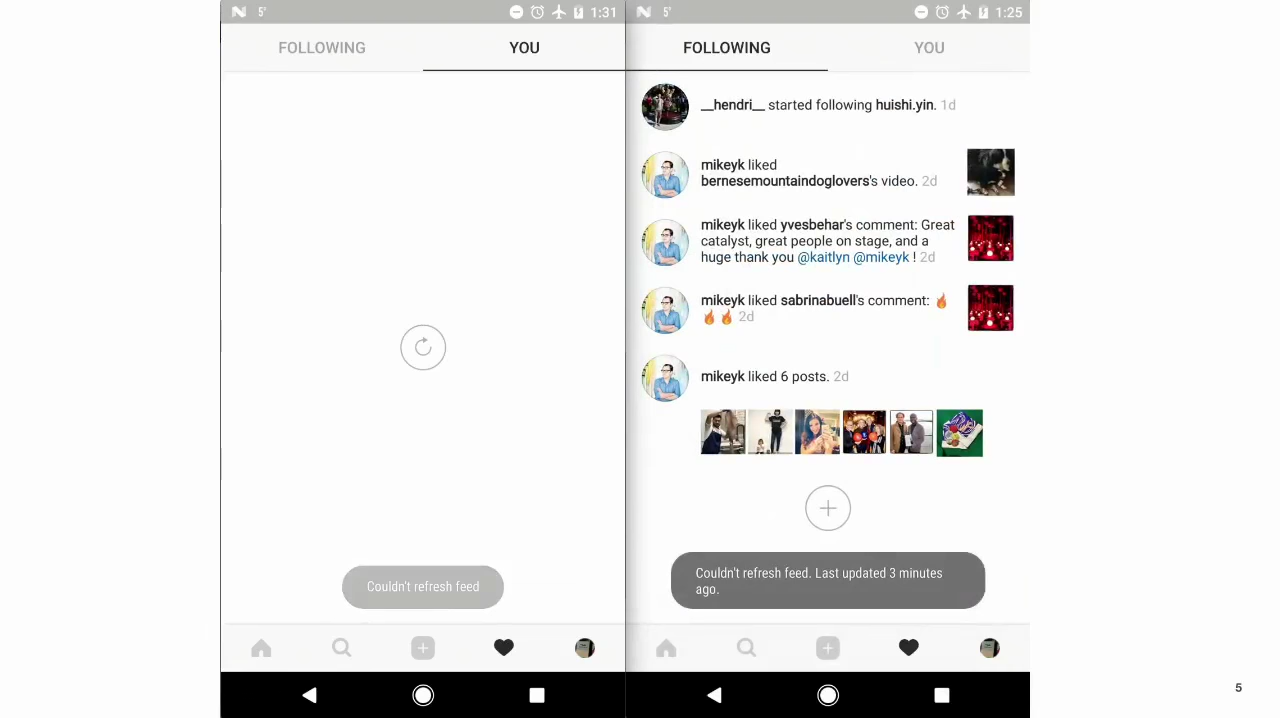 5°
1:31
FOLLOWING
YOU
Couldn't refresh feed
5°
1:25
FOLLOWING
YOU
__hendri__ started following huishi.yin. 1d
mikeyk liked
bernesemountaindoglovers's video. 2d
mikeyk liked yvesbehar's comment: Great
catalyst, great people on stage, and a
huge thank you @kaitlyn @mikeyk ! 2d
mikeyk liked sabrinabuell's comment: 🔥
🔥 🔥 2d
mikeyk liked 6 posts. 2d
Couldn't refresh feed. Last updated 3 minutes
ago.
5